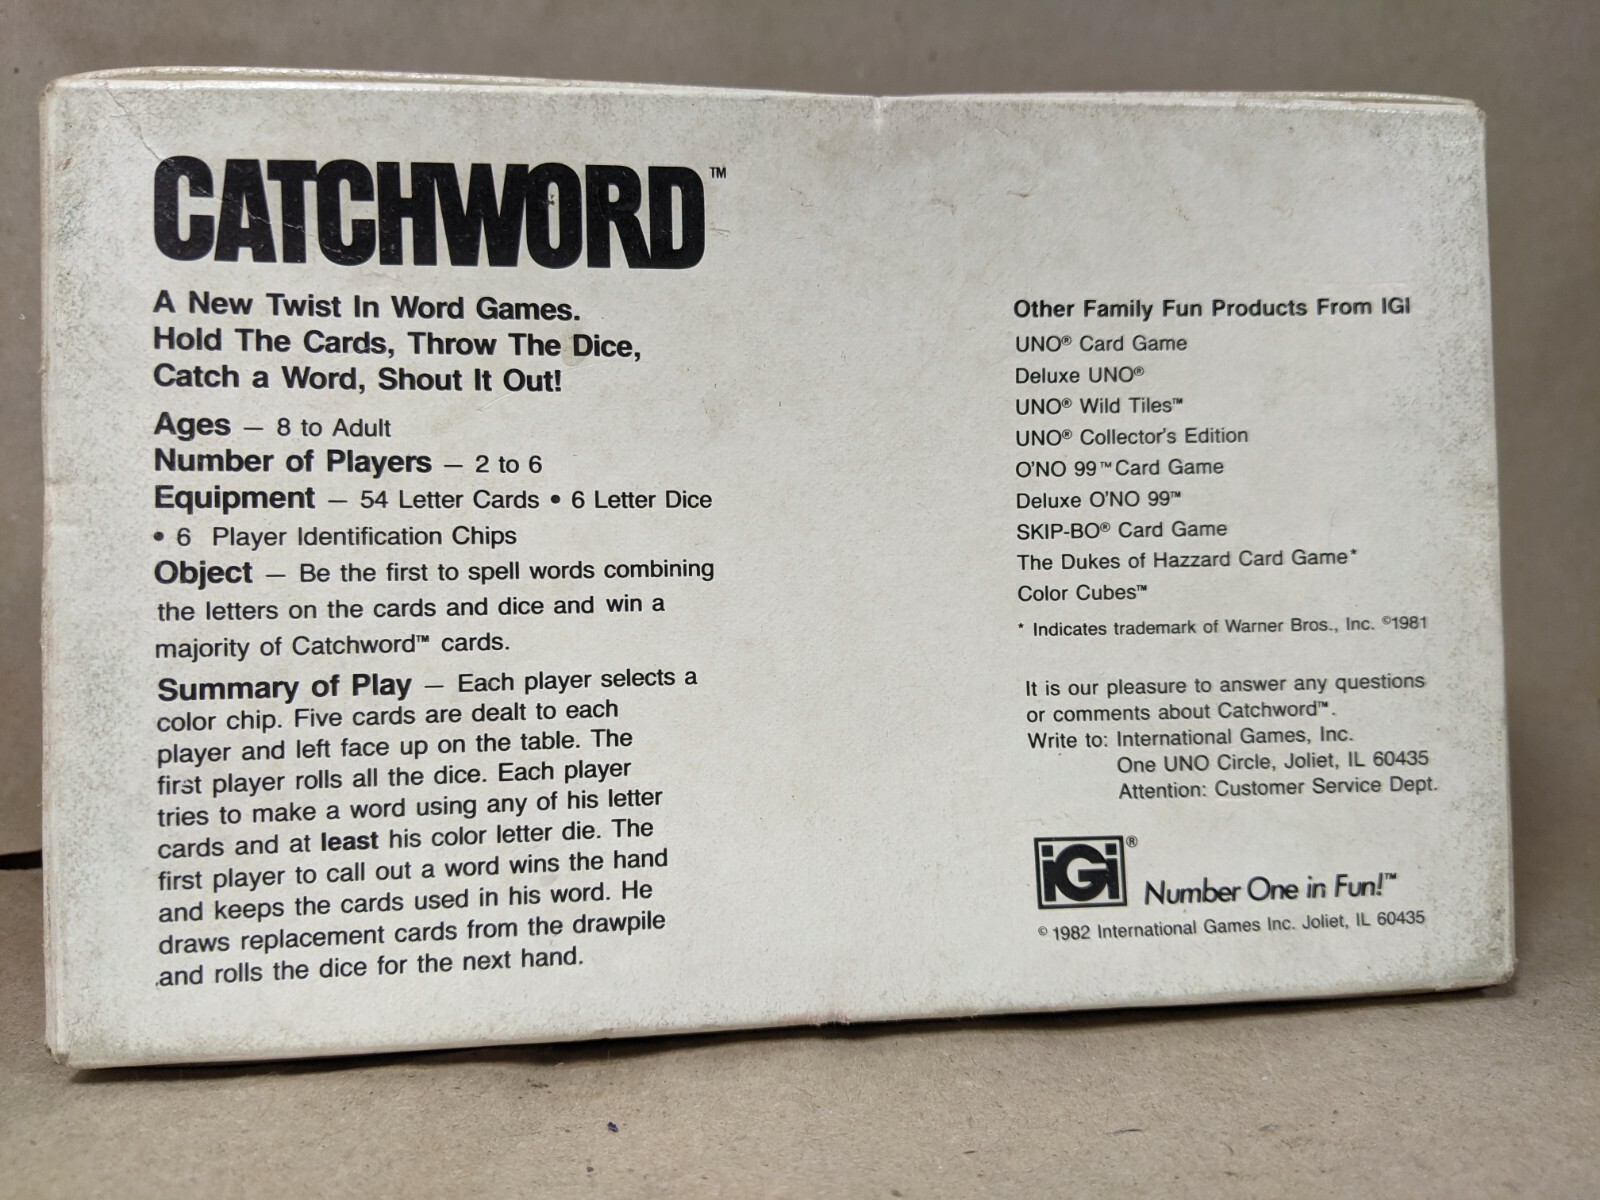 CATCHWORD™
A New Twist In Word Games.
Hold The Cards, Throw The Dice,
Catch a Word, Shout It Out!
Ages — 8 to Adult
Number of Players — 2 to 6
Equipment — 54 Letter Cards • 6 Letter Dice
• 6 Player Identification Chips
Object — Be the first to spell words combining
the letters on the cards and dice and win a
majority of Catchword™ cards.
Summary of Play — Each player selects a
color chip. Five cards are dealt to each
player and left face up on the table. The
first player rolls all the dice. Each player
tries to make a word using any of his letter
cards and at least his color letter die. The
first player to call out a word wins the hand
and keeps the cards used in his word. He
draws replacement cards from the drawpile
and rolls the dice for the next hand.
Other Family Fun Products From IGI
UNO® Card Game
Deluxe UNO®
UNO® Wild Tiles™
UNO® Collector's Edition
O'NO 99™ Card Game
Deluxe O'NO 99™
SKIP-BO® Card Game
The Dukes of Hazzard Card Game*
Color Cubes™
* Indicates trademark of Warner Bros., Inc. ©1981
It is our pleasure to answer any questions
or comments about Catchword™.
Write to: International Games, Inc.
One UNO Circle, Joliet, IL 60435
Attention: Customer Service Dept.
iGi® Number One in Fun!™
© 1982 International Games Inc. Joliet, IL 60435